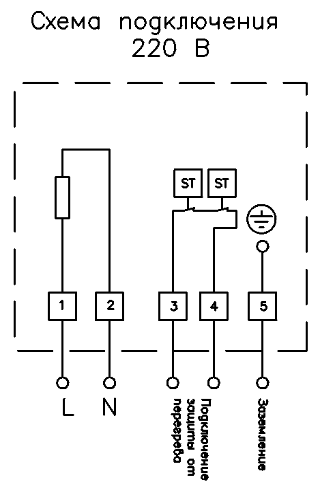 Схема подключения
220 В
ST ST
1 2 3 4 5
L N
Подключение
защиты от
перегрева
Заземление